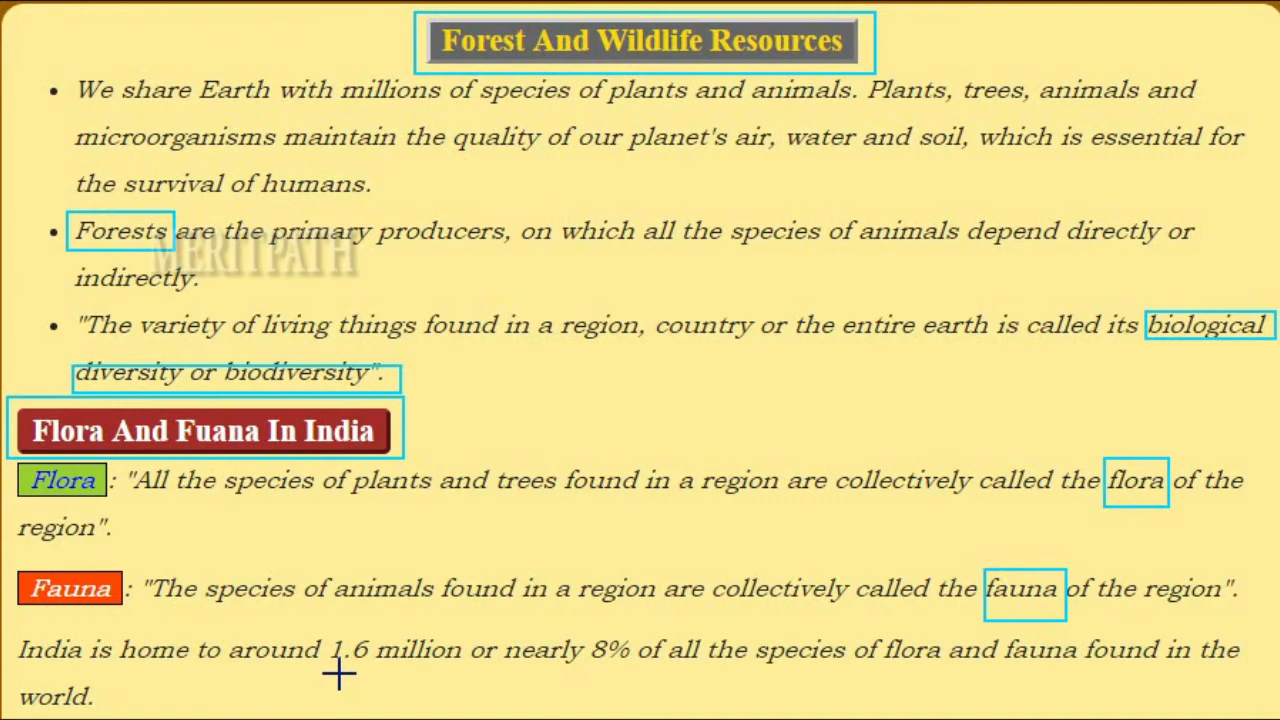 Forest And Wildlife Resources
• We share Earth with millions of species of plants and animals. Plants, trees, animals and
microorganisms maintain the quality of our planet's air, water and soil, which is essential for
the survival of humans.
• Forests are the primary producers, on which all the species of animals depend directly or
MERITPATH
indirectly.
• "The variety of living things found in a region, country or the entire earth is called its biological
diversity or biodiversity".
Flora And Fuana In India
Flora : "All the species of plants and trees found in a region are collectively called the flora of the
region".
Fauna : "The species of animals found in a region are collectively called the fauna of the region".
India is home to around 1.6 million or nearly 8% of all the species of flora and fauna found in the
world.